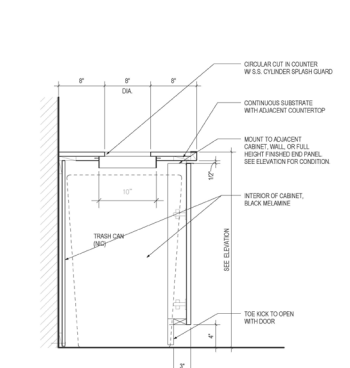 CIRCULAR CUT IN COUNTER
W/ S.S. CYLINDER SPLASH GUARD
8" 8" 8"
DIA.
CONTINUOUS SUBSTRATE
WITH ADJACENT COUNTERTOP
MOUNT TO ADJACENT
CABINET, WALL, OR FULL
HEIGHT FINISHED END PANEL.
SEE ELEVATION FOR CONDITION.
1/2"
10"
INTERIOR OF CABINET,
BLACK MELAMINE
TRASH CAN
(NIC)
SEE ELEVATION
TOE KICK TO OPEN
WITH DOOR
4"
3"